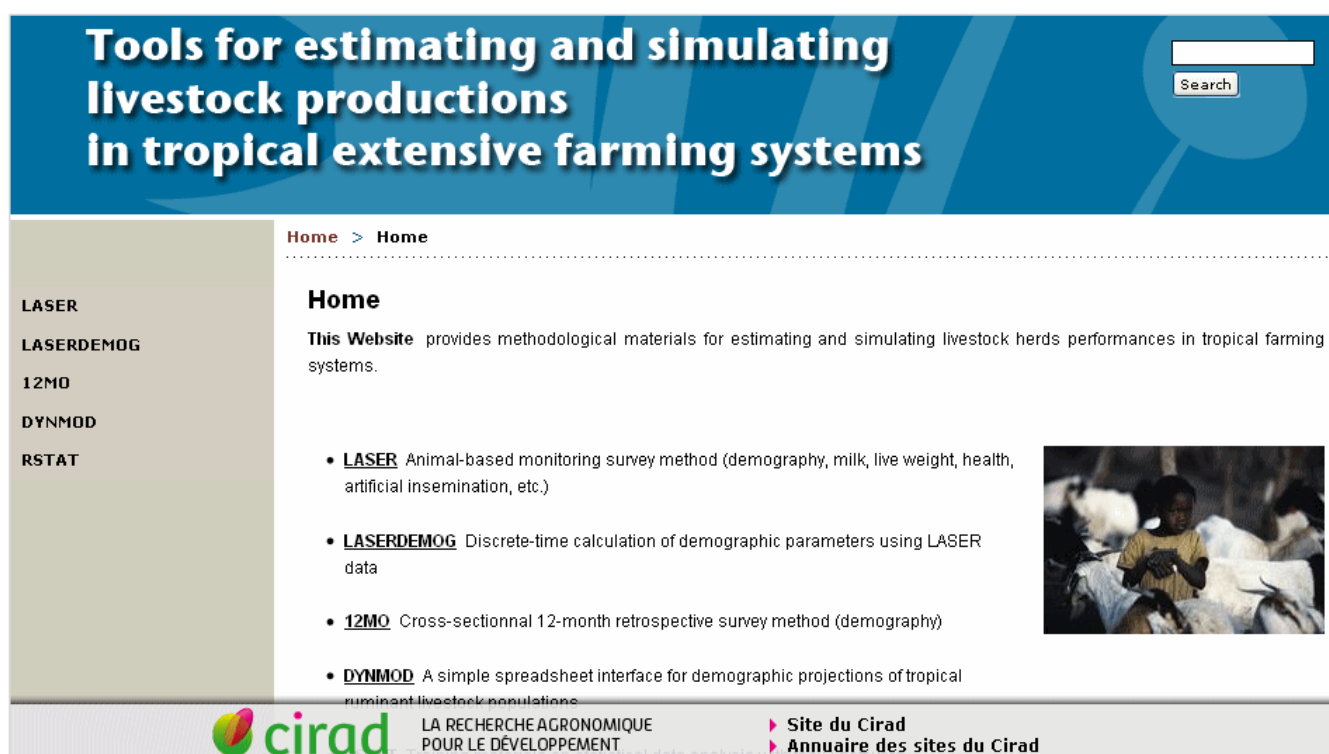 Tools for estimating and simulating
livestock productions
in tropical extensive farming systems
Search
Home > Home
LASER
LASERDEMOG
12MO
DYNMOD
RSTAT
Home
This Website provides methodological materials for estimating and simulating livestock herds performances in tropical farming
systems.
• LASER Animal-based monitoring survey method (demography, milk, live weight, health,
artificial insemination, etc.)
• LASERDEMOG Discrete-time calculation of demographic parameters using LASER
data
• 12MO Cross-sectionnal 12-month retrospective survey method (demography)
• DYNMOD A simple spreadsheet interface for demographic projections of tropical
ruminant livestock populations
cirad
LA RECHERCHE AGRONOMIQUE
POUR LE DÉVELOPPEMENT
Site du Cirad
Annuaire des sites du Cirad